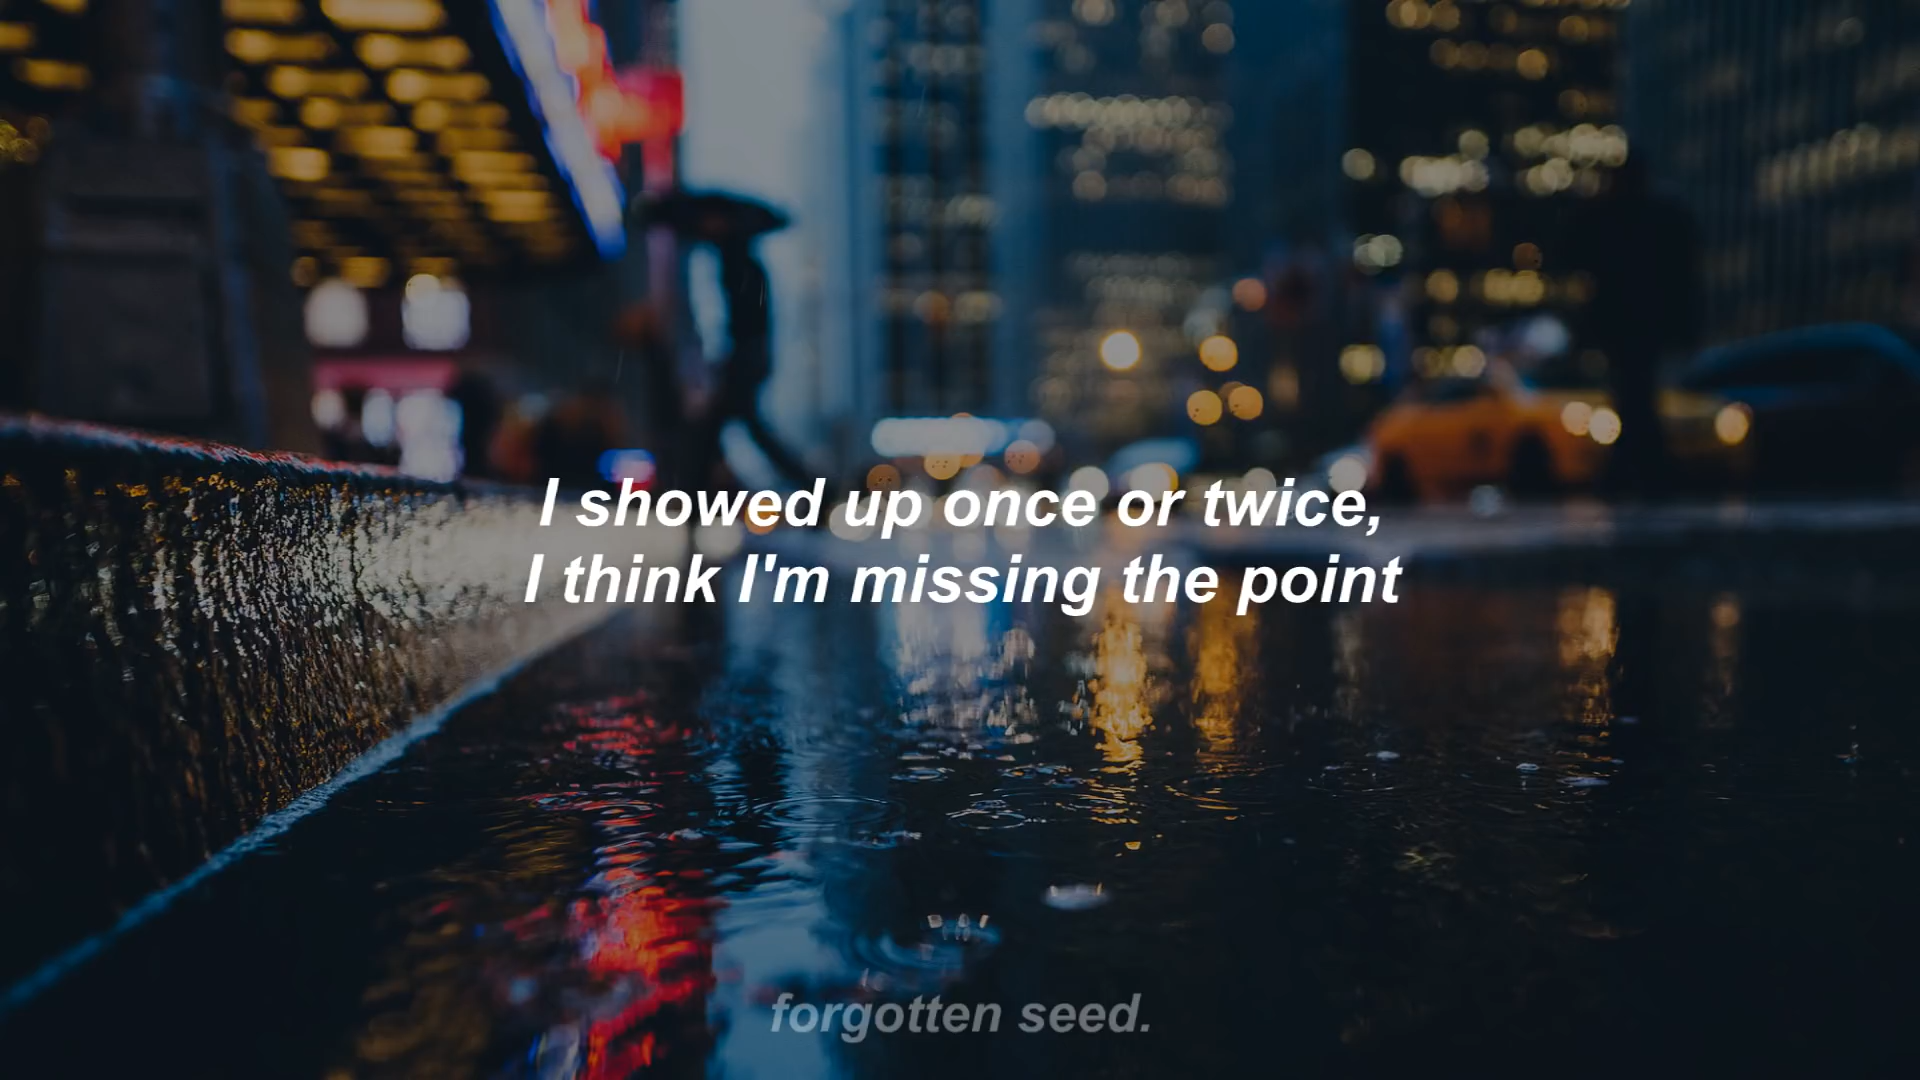 I showed up once or twice,
I think I'm missing the point
forgotten seed.